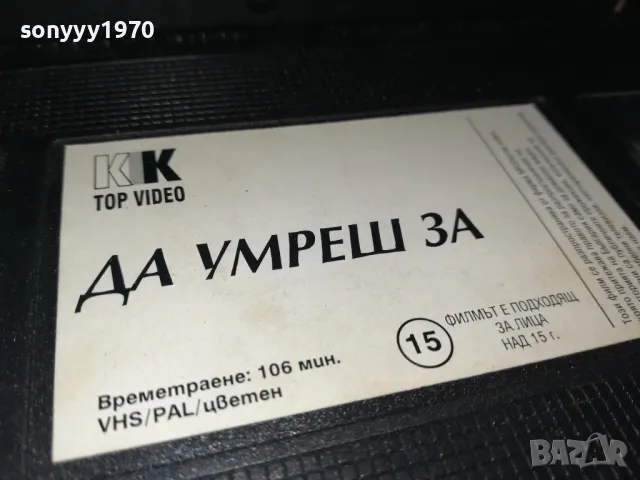 sonyyy1970
KK
TOP VIDEO
ДА УМРЕШ ЗА
15
ФИЛМЪТ Е ПОДХОДЯЩ
ЗА ЛИЦА
НАД 15 г.
Времетраене: 106 мин.
VHS/PAL/цветен
BAZAR